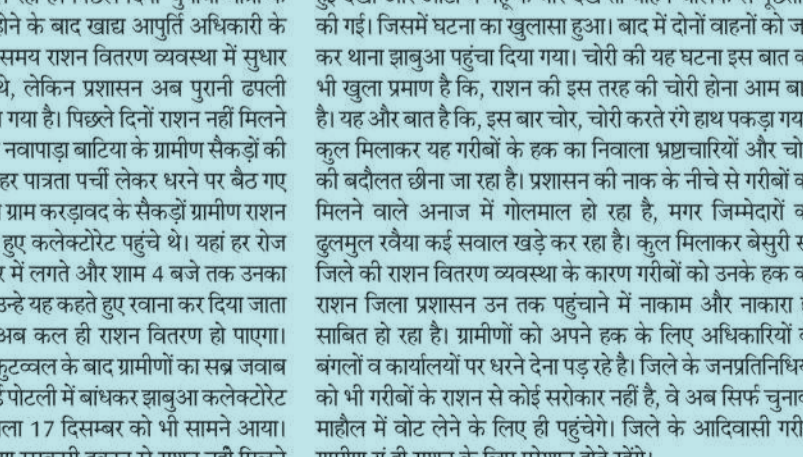 होने के बाद खाद्य आपुर्ति अधिकारी के
समय राशन वितरण व्यवस्था में सुधार
थे, लेकिन प्रशासन अब पुरानी ढपली
गया है। पिछले दिनों राशन नहीं मिलने
नवापाड़ा बाटिया के ग्रामीण सैकड़ों की
पात्रता पर्ची लेकर धरने पर बैठ गए
ग्राम करड़ावद के सैकड़ों ग्रामीण राशन
हुए कलेक्टोरेट पहुंचे थे। यहां हर रोज
में लगते और शाम 4 बजे तक उनका
उन्हे यह कहते हुए रवाना कर दिया जाता
अब कल ही राशन वितरण हो पाएगा।
के बाद ग्रामीणों का सब्र जवाब
पोटली में बांधकर झाबुआ कलेक्टोरेट
17 दिसम्बर को भी सामने आया।
की गई। जिसमें घटना का खुलासा हुआ। बाद में दोनों वाहनों को
कर थाना झाबुआ पहुंचा दिया गया। चोरी की यह घटना इस बात
भी खुला प्रमाण है कि, राशन की इस तरह की चोरी होना आम
है। यह और बात है कि, इस बार चोर, चोरी करते रंगे हाथ पकड़ा
कुल मिलाकर यह गरीबों के हक का निवाला भ्रष्टाचारियों और
की बदौलत छीना जा रहा है। प्रशासन की नाक के नीचे से गरीबों
मिलने वाले अनाज में गोलमाल हो रहा है, मगर जिम्मेदारों
ढुलमुल रवैया कई सवाल खड़े कर रहा है। कुल मिलाकर बेसुरी
जिले की राशन वितरण व्यवस्था के कारण गरीबों को उनके हक
राशन जिला प्रशासन उन तक पहुंचाने में नाकाम और नाकारा
साबित हो रहा है। ग्रामीणों को अपने हक के लिए अधिकारियों
बंगलों व कार्यालयों पर धरने देना पड़ रहे है। जिले के
को भी गरीबों के राशन से कोई सरोकार नहीं है, वे अब सिर्फ
माहौल में वोट लेने के लिए ही पहुंचेगे। जिले के आदिवासी